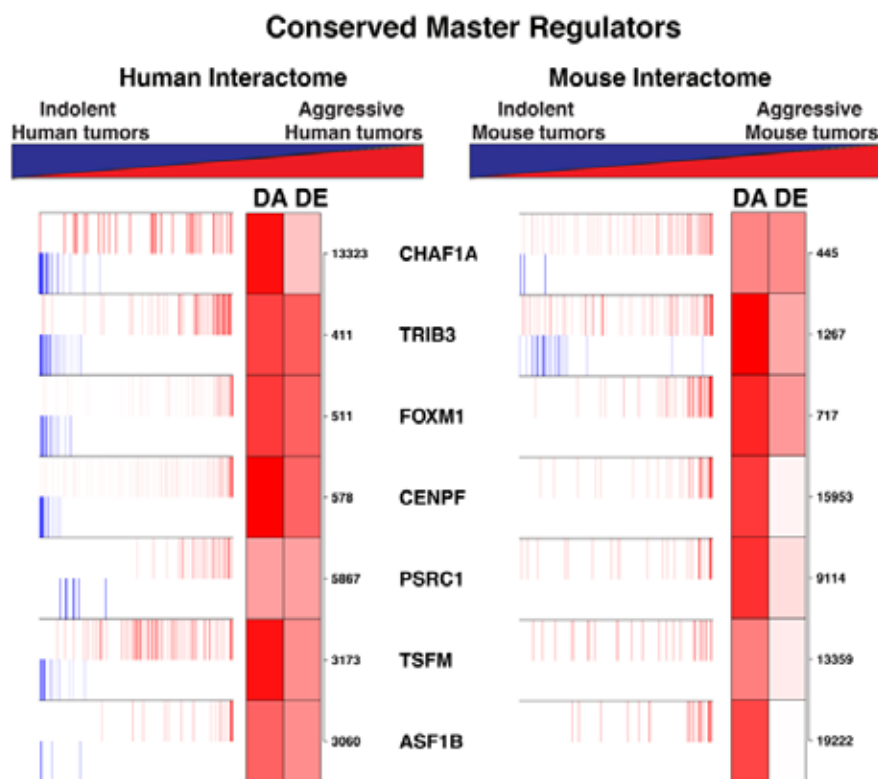 Conserved Master Regulators
Human Interactome
Mouse Interactome
Indolent
Human tumors
Aggressive
Human tumors
Indolent
Mouse tumors
Aggressive
Mouse tumors
DA DE
DA DE
13323 CHAF1A 445
411 TRIB3 1267
511 FOXM1 717
578 CENPF 15953
5867 PSRC1 9114
3173 TSFM 13359
3060 ASF1B 19222